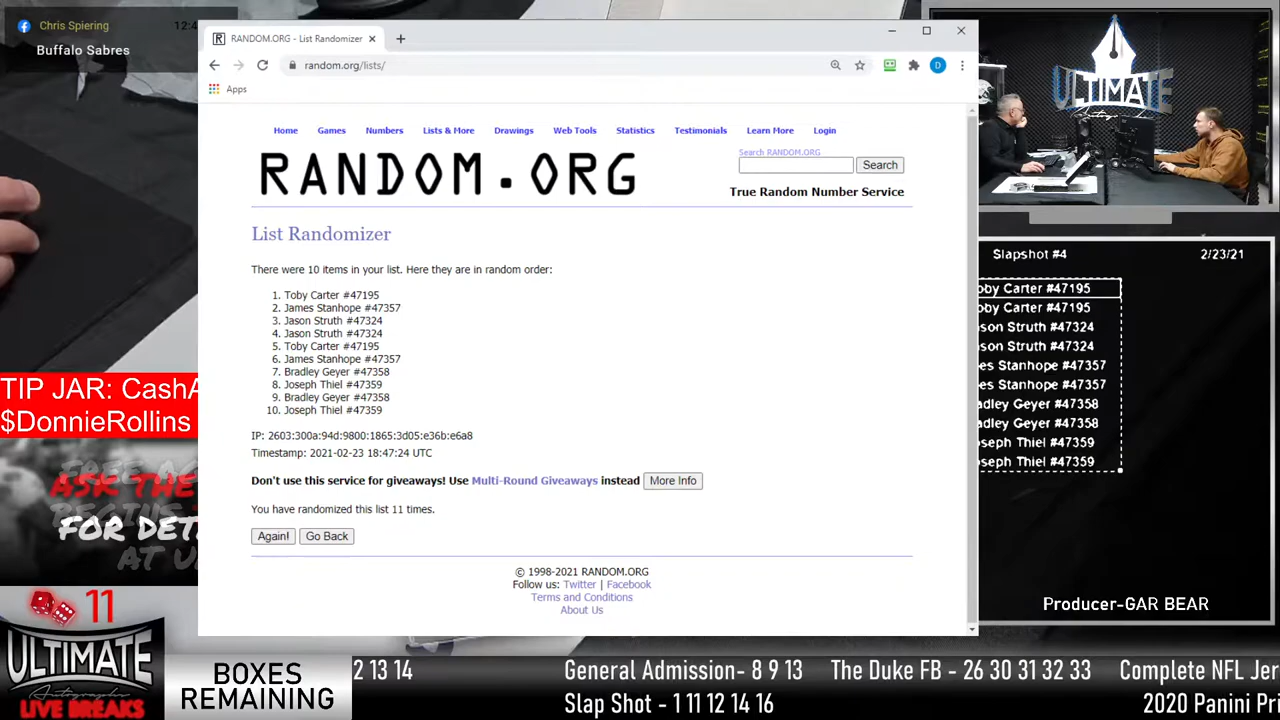 Chris Spiering
12:4
Buffalo Sabres
RANDOM.ORG - List Randomizer
random.org/lists/
D
Apps
Home Games Numbers Lists & More Drawings Web Tools Statistics Testimonials Learn More Login
RANDOM.ORG
Search RANDOM.ORG
Search
True Random Number Service
List Randomizer
There were 10 items in your list. Here they are in random order:
1. Toby Carter #47195
2. James Stanhope #47357
3. Jason Struth #47324
4. Jason Struth #47324
5. Toby Carter #47195
6. James Stanhope #47357
7. Bradley Geyer #47358
8. Joseph Thiel #47359
9. Bradley Geyer #47358
10. Joseph Thiel #47359
IP: 2603:300a:94d:9800:1865:3d05:e36b:e6a8
Timestamp: 2021-02-23 18:47:24 UTC
Don't use this service for giveaways! Use Multi-Round Giveaways instead More Info
You have randomized this list 11 times.
Again! Go Back
© 1998-2021 RANDOM.ORG
Follow us: Twitter | Facebook
Terms and Conditions
About Us
ULTIMATE
Autographs
Slapshot #4 2/23/21
oby Carter #47195
oby Carter #47195
son Struth #47324
son Struth #47324
es Stanhope #47357
es Stanhope #47357
adley Geyer #47358
adley Geyer #47358
oseph Thiel #47359
oseph Thiel #47359
Producer-GAR BEAR
TIP JAR: CashA
$DonnieRollins
ASK THE
FOR DET
AT U
11
ULTIMATE
Autographs
LIVE BREAKS
BOXES
REMAINING
2 13 14
General Admission- 8 9 13 The Duke FB - 26 30 31 32 33 Complete NFL Jer
Slap Shot - 1 11 12 14 16 2020 Panini Pri